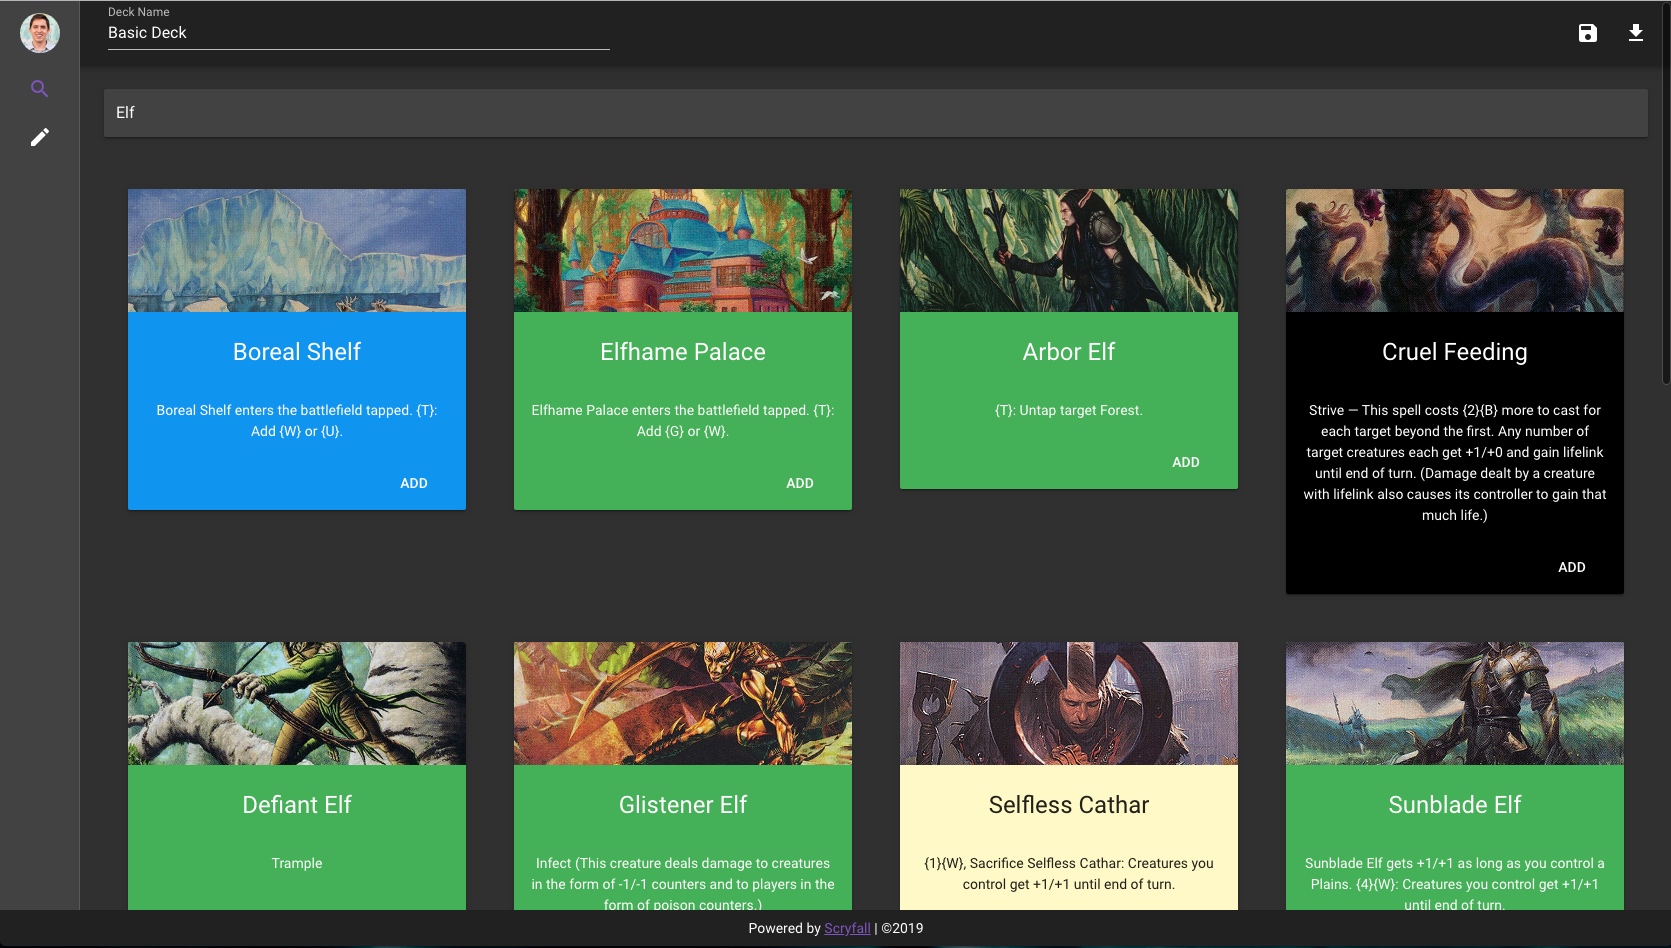 Deck Name
Basic Deck
Elf
Boreal Shelf
Boreal Shelf enters the battlefield tapped. {T}:
Add {W} or {U}.
ADD
Elfhame Palace
Elfhame Palace enters the battlefield tapped. {T}:
Add {G} or {W}.
ADD
Arbor Elf
{T}: Untap target Forest.
ADD
Cruel Feeding
Strive — This spell costs {2}{B} more to cast for
each target beyond the first. Any number of
target creatures each get +1/+0 and gain lifelink
until end of turn. (Damage dealt by a creature
with lifelink also causes its controller to gain that
much life.)
ADD
Defiant Elf
Trample
Glistener Elf
Infect (This creature deals damage to creatures
in the form of -1/-1 counters and to players in the
form of poison counters.)
Selfless Cathar
{1}{W}, Sacrifice Selfless Cathar: Creatures you
control get +1/+1 until end of turn.
Sunblade Elf
Sunblade Elf gets +1/+1 as long as you control a
Plains. {4}{W}: Creatures you control get +1/+1
until end of turn.
Powered by Scryfall | ©2019